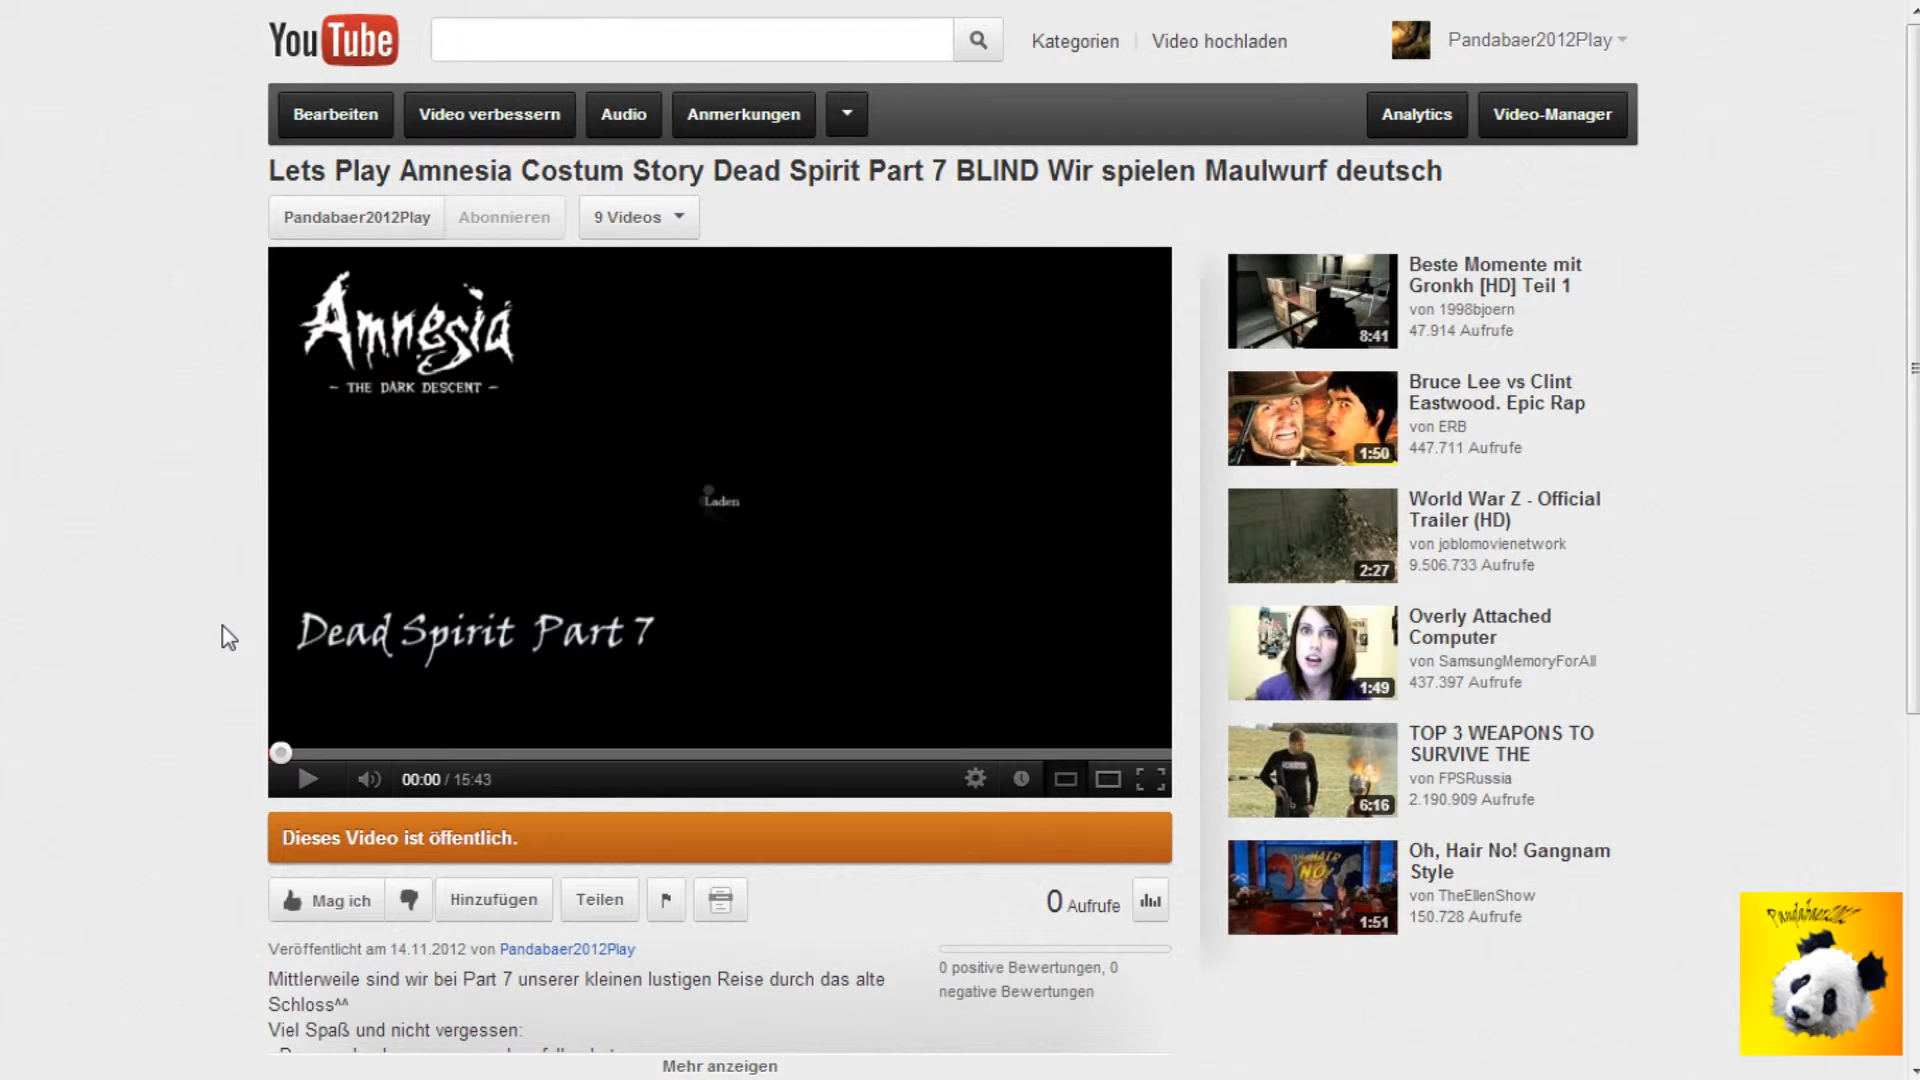 YouTube
Kategorien
Video hochladen
Pandabaer2012Play
Bearbeiten
Video verbessern
Audio
Anmerkungen
Analytics
Video-Manager
Lets Play Amnesia Costum Story Dead Spirit Part 7 BLIND Wir spielen Maulwurf deutsch
Pandabaer2012Play
Abonnieren
9 Videos
Amnesia
- THE DARK DESCENT -
Laden
Dead Spirit Part 7
00:00 / 15:43
Dieses Video ist öffentlich.
Mag ich
Hinzufügen
Teilen
0 Aufrufe
Veröffentlicht am 14.11.2012 von Pandabaer2012Play
Mittlerweile sind wir bei Part 7 unserer kleinen lustigen Reise durch das alte
Schloss^^
Viel Spaß und nicht vergessen:
0 positive Bewertungen, 0
negative Bewertungen
Mehr anzeigen
8:41
Beste Momente mit
Gronkh [HD] Teil 1
von 1998bjoern
47.914 Aufrufe
1:50
Bruce Lee vs Clint
Eastwood. Epic Rap
von ERB
447.711 Aufrufe
2:27
World War Z - Official
Trailer (HD)
von joblomovienetwork
9.506.733 Aufrufe
1:49
Overly Attached
Computer
von SamsungMemoryForAll
437.397 Aufrufe
6:16
TOP 3 WEAPONS TO
SURVIVE THE
von FPSRussia
2.190.909 Aufrufe
OH HAIR
NO!
1:51
Oh, Hair No! Gangnam
Style
von TheEllenShow
150.728 Aufrufe
Pandabaer2012